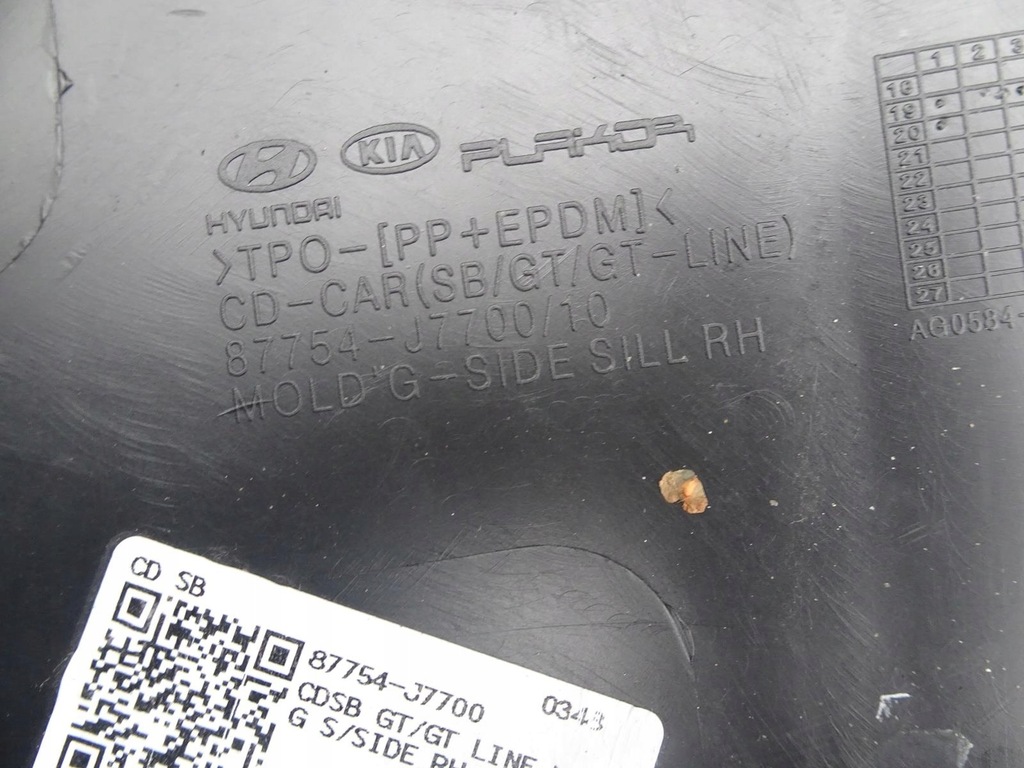 HYUNDAI KIA PLAKOR
>TPO-[PP+EPDM]<
CD-CAR(SB/GT/GT-LINE)
87754-J7700/10
MOLD"G-SIDE SILL RH
1 2 3
18
19
20
21
22
23
24
25
26
27
AG0584-
CD SB
87754-J7700 0343
CDSB GT/GT LINE
G S/SIDE RH